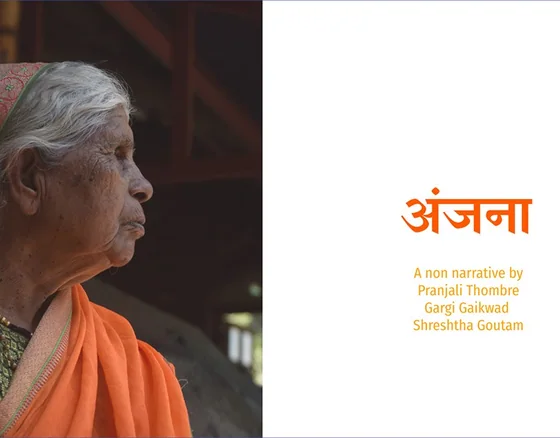 अंजना
A non narrative by
Pranjali Thombre
Gargi Gaikwad
Shreshtha Goutam